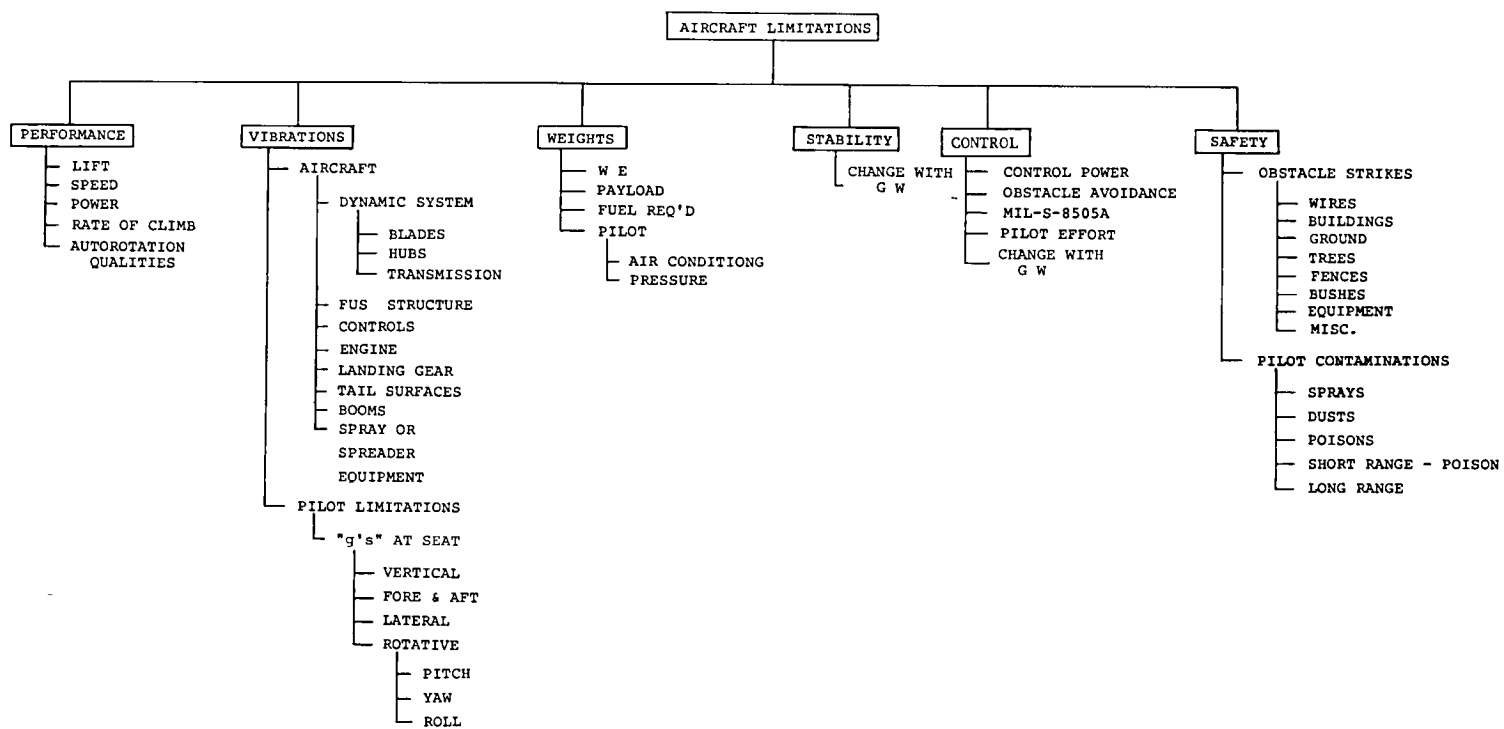 AIRCRAFT LIMITATIONS
PERFORMANCE
LIFT
SPEED
POWER
RATE OF CLIMB
AUTOROTATION
QUALITIES
VIBRATIONS
AIRCRAFT
DYNAMIC SYSTEM
BLADES
HUBS
TRANSMISSION
FUS STRUCTURE
CONTROLS
ENGINE
LANDING GEAR
TAIL SURFACES
BOOMS
SPRAY OR
SPREADER
EQUIPMENT
PILOT LIMITATIONS
"g's" AT SEAT
VERTICAL
FORE & AFT
LATERAL
ROTATIVE
PITCH
YAW
ROLL
WEIGHTS
W E
PAYLOAD
FUEL REQ'D
PILOT
AIR CONDITIONG
PRESSURE
STABILITY
CHANGE WITH
G W
CONTROL
CONTROL POWER
OBSTACLE AVOIDANCE
MIL-S-8505A
PILOT EFFORT
CHANGE WITH
G W
SAFETY
OBSTACLE STRIKES
WIRES
BUILDINGS
GROUND
TREES
FENCES
BUSHES
EQUIPMENT
MISC.
PILOT CONTAMINATIONS
SPRAYS
DUSTS
POISONS
SHORT RANGE - POISON
LONG RANGE